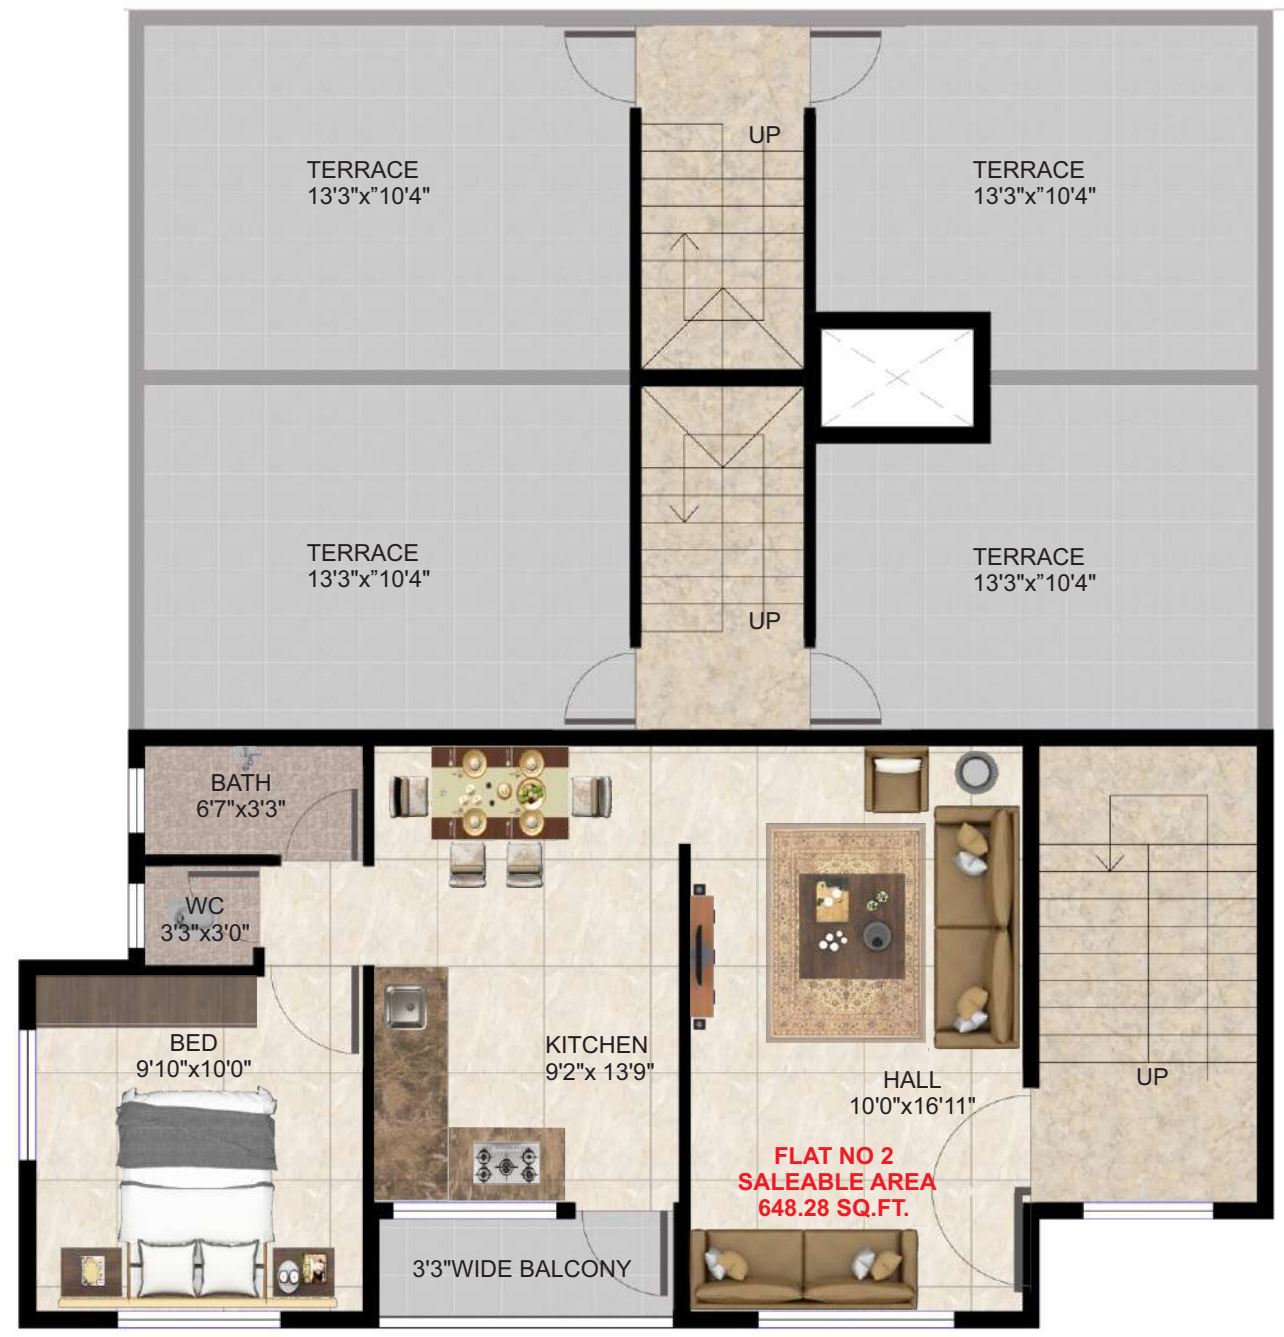 UP
TERRACE
13'3"x”10'4"
TERRACE
13'3"x”10'4"
TERRACE
13'3"x”10'4"
TERRACE
13'3"x”10'4"
UP
BATH
6'7"x3'3"
WC
3'3"x3'0"
BED
9'10"x10'0"
KITCHEN
9'2"x 13'9"
HALL
10'0"x16'11"
UP
FLAT NO 2
SALEABLE AREA
648.28 SQ.FT.
3'3"WIDE BALCONY